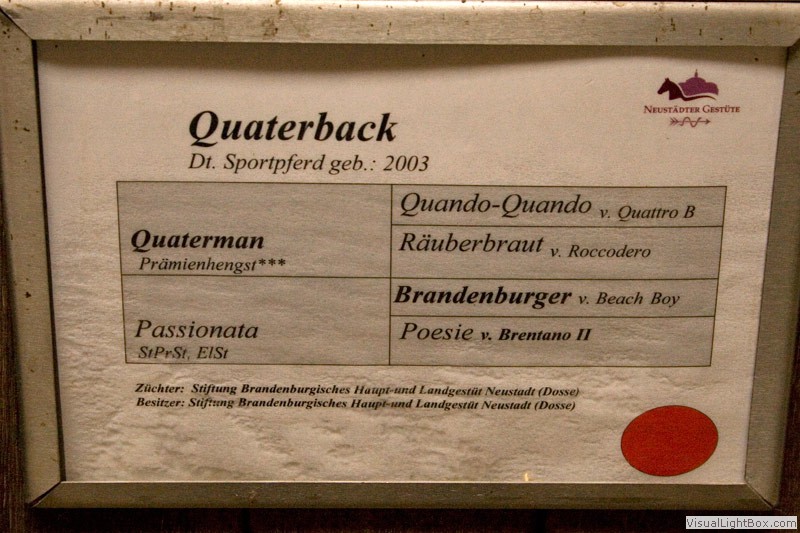 NEUSTÄDTER GESTÜTE
Quaterback
Dt. Sportpferd geb.: 2003
Quaterman
Prämienhengst***
Quando-Quando v. Quattro B
Räuberbraut v. Roccodero
Passionata
StPrSt, ElSt
Brandenburger v. Beach Boy
Poesie v. Brentano II
Züchter: Stiftung Brandenburgisches Haupt-und Landgestüt Neustadt (Dosse)
Besitzer: Stiftung Brandenburgisches Haupt-und Landgestüt Neustadt (Dosse)
VisualLightBox.com